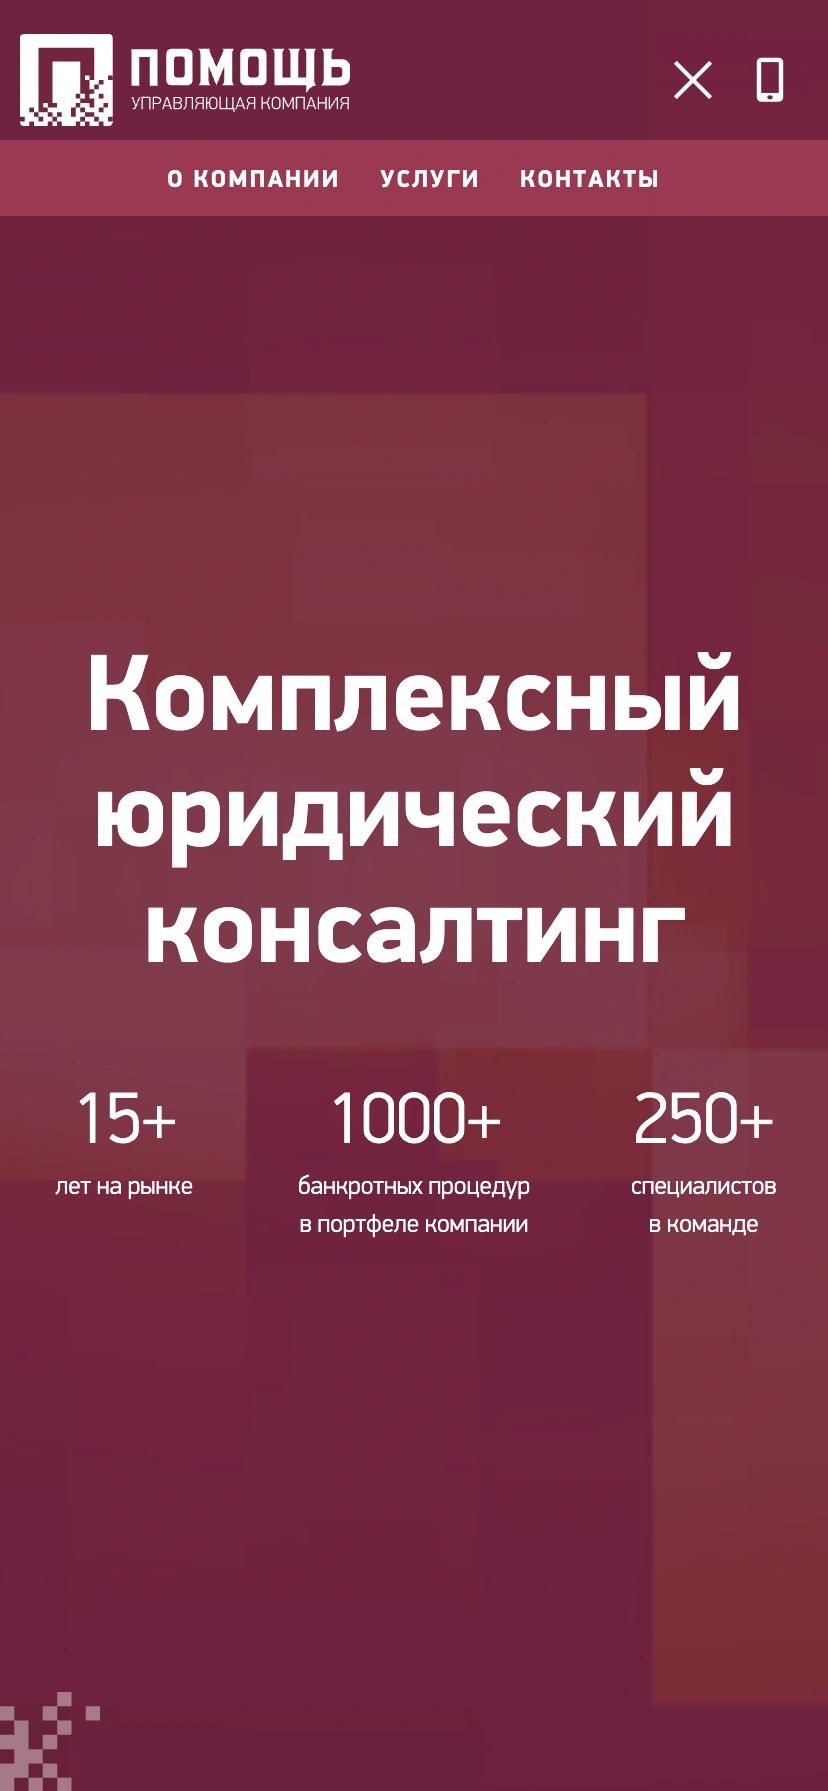 ПОМОЩЬ
УПРАВЛЯЮЩАЯ КОМПАНИЯ
О КОМПАНИИ УСЛУГИ КОНТАКТЫ
Комплексный
юридический
консалтинг
15+
лет на рынке
1000+
банкротных процедур
в портфеле компании
250+
специалистов
в команде